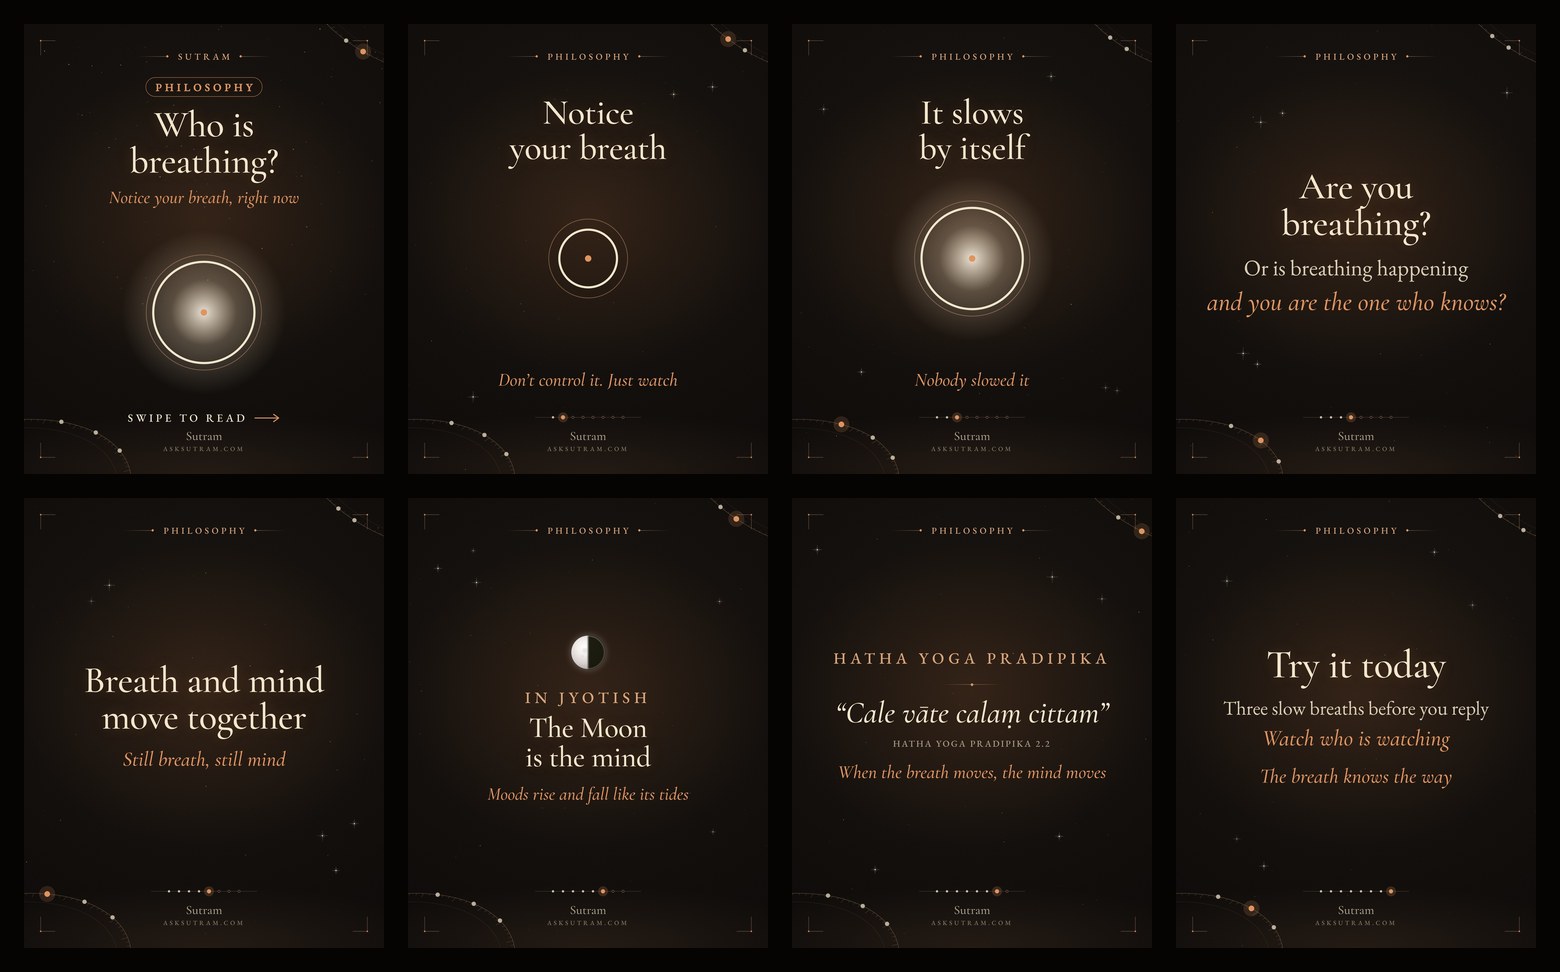 SUTRAM
PHILOSOPHY
Who is
breathing?
Notice your breath, right now
SWIPE TO READ
Sutram
ASKSUTRAM.COM
PHILOSOPHY
Notice
your breath
Don’t control it. Just watch
Sutram
ASKSUTRAM.COM
PHILOSOPHY
It slows
by itself
Nobody slowed it
Sutram
ASKSUTRAM.COM
PHILOSOPHY
Are you
breathing?
Or is breathing happening
and you are the one who knows?
Sutram
ASKSUTRAM.COM
PHILOSOPHY
Breath and mind
move together
Still breath, still mind
Sutram
ASKSUTRAM.COM
PHILOSOPHY
IN JYOTISH
The Moon
is the mind
Moods rise and fall like its tides
Sutram
ASKSUTRAM.COM
PHILOSOPHY
HATHA YOGA PRADIPIKA
“Cale vāte calaṃ cittam”
HATHA YOGA PRADIPIKA 2.2
When the breath moves, the mind moves
Sutram
ASKSUTRAM.COM
PHILOSOPHY
Try it today
Three slow breaths before you reply
Watch who is watching
The breath knows the way
Sutram
ASKSUTRAM.COM